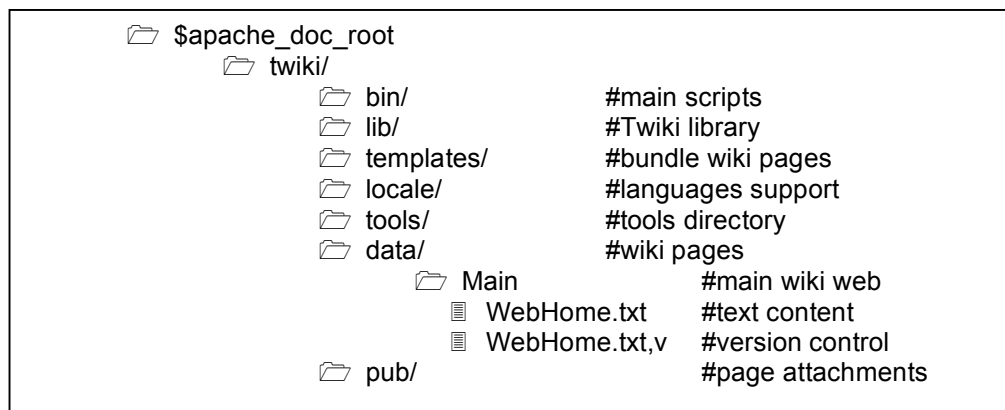 $apache_doc_root
twiki/
bin/ #main scripts
lib/ #Twiki library
templates/ #bundle wiki pages
locale/ #languages support
tools/ #tools directory
data/ #wiki pages
Main #main wiki web
WebHome.txt #text content
WebHome.txt,v #version control
pub/ #page attachments